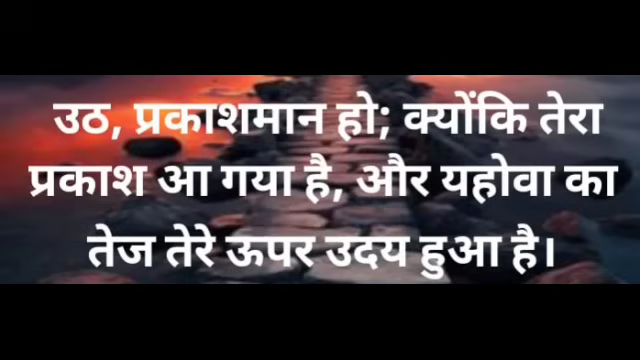 उठ, प्रकाशमान हो; क्योंकि तेरा
प्रकाश आ गया है, और यहोवा का
तेज तेरे ऊपर उदय हुआ है।